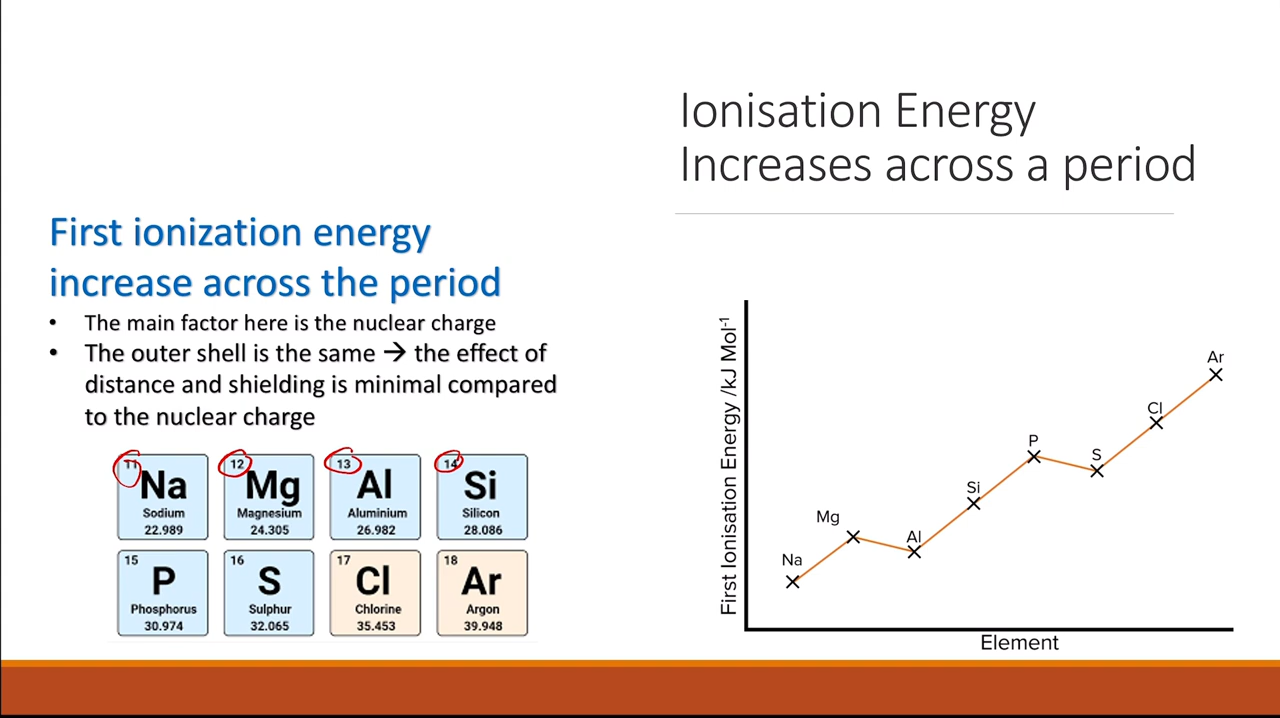 Ionisation Energy
Increases across a period
First ionization energy
increase across the period
• The main factor here is the nuclear charge
• The outer shell is the same → the effect of
distance and shielding is minimal compared
to the nuclear charge
11
Na
Sodium
22.989
12
Mg
Magnesium
24.305
13
Al
Aluminium
26.982
14
Si
Silicon
28.086
15
P
Phosphorus
30.974
16
S
Sulphur
32.065
17
Cl
Chlorine
35.453
18
Ar
Argon
39.948
First Ionisation Energy /kJ Mol⁻¹
Na
Mg
Al
Si
P
S
Cl
Ar
Element